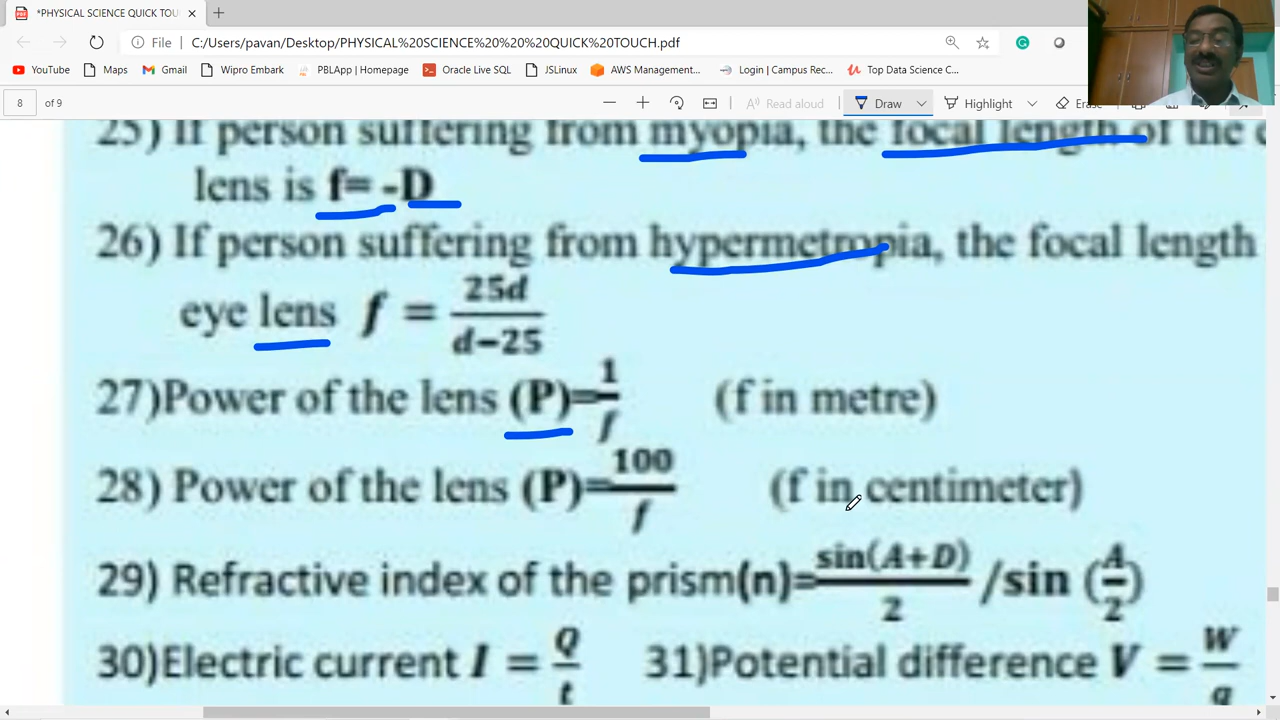 *PHYSICAL SCIENCE QUICK TOU
File C:/Users/pavan/Desktop/PHYSICAL%20SCIENCE%20%20%20QUICK%20TOUCH.pdf
YouTube Maps Gmail Wipro Embark PBLApp | Homepage Oracle Live SQL JSLinux AWS Management... Login | Campus Rec... Top Data Science C...
8 of 9 Read aloud Draw Highlight Erase
25) If person suffering from myopia, the focal length of the
lens is f= -D
26) If person suffering from hypermetropia, the focal length
eye lens f = 25d / d−25
27)Power of the lens (P)=1/f (f in metre)
28) Power of the lens (P)=100/f (f in centimeter)
29) Refractive index of the prism(n)=sin(A+D)/2 /sin (A/2)
30)Electric current I = Q/t 31)Potential difference V = W/q